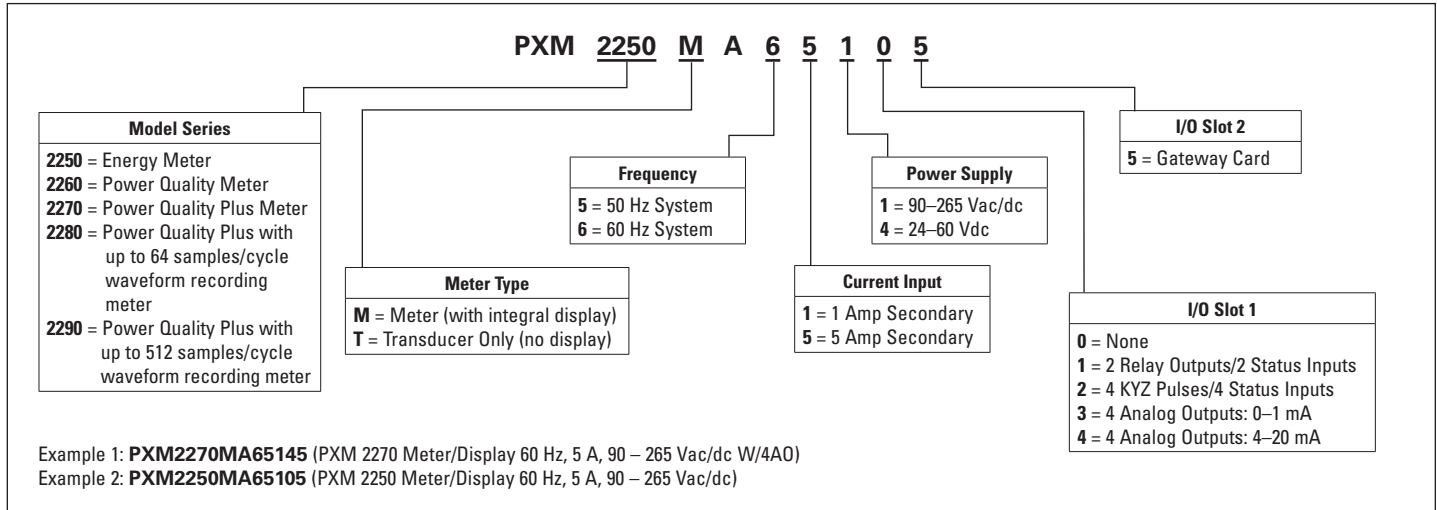 PXM 2250 M A 6 5 1 0 5
Model Series
2250 = Energy Meter
2260 = Power Quality Meter
2270 = Power Quality Plus Meter
2280 = Power Quality Plus with
up to 64 samples/cycle
waveform recording
meter
2290 = Power Quality Plus with
up to 512 samples/cycle
waveform recording meter
Meter Type
M = Meter (with integral display)
T = Transducer Only (no display)
Frequency
5 = 50 Hz System
6 = 60 Hz System
Current Input
1 = 1 Amp Secondary
5 = 5 Amp Secondary
Power Supply
1 = 90–265 Vac/dc
4 = 24–60 Vdc
I/O Slot 1
0 = None
1 = 2 Relay Outputs/2 Status Inputs
2 = 4 KYZ Pulses/4 Status Inputs
3 = 4 Analog Outputs: 0–1 mA
4 = 4 Analog Outputs: 4–20 mA
I/O Slot 2
5 = Gateway Card
Example 1: PXM2270MA65145 (PXM 2270 Meter/Display 60 Hz, 5 A, 90 – 265 Vac/dc W/4AO)
Example 2: PXM2250MA65105 (PXM 2250 Meter/Display 60 Hz, 5 A, 90 – 265 Vac/dc)